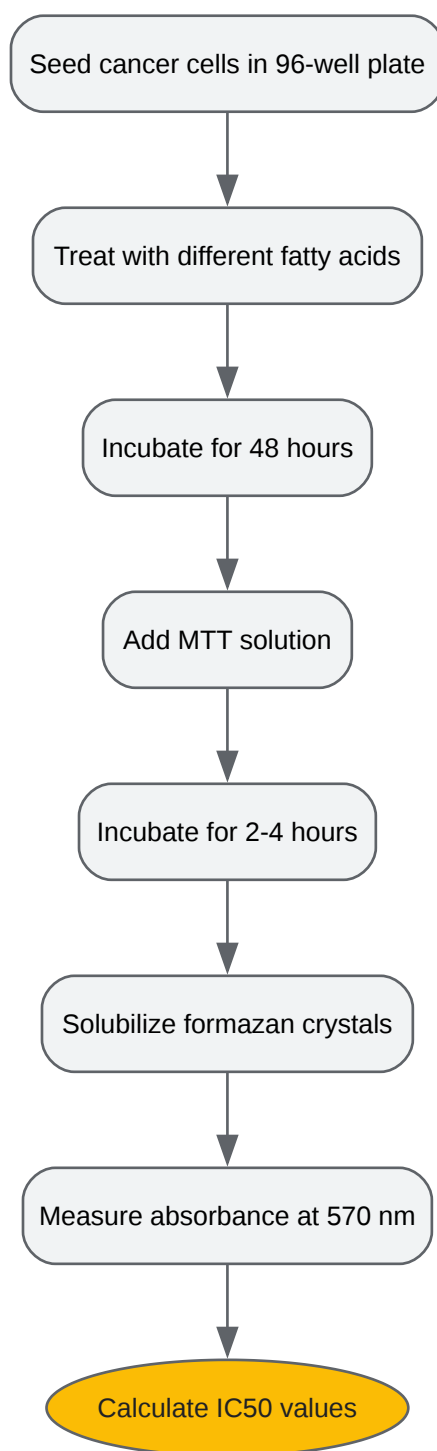 Seed cancer cells in 96-well plate
Treat with different fatty acids
Incubate for 48 hours
Add MTT solution
Incubate for 2-4 hours
Solubilize formazan crystals
Measure absorbance at 570 nm
Calculate IC50 values